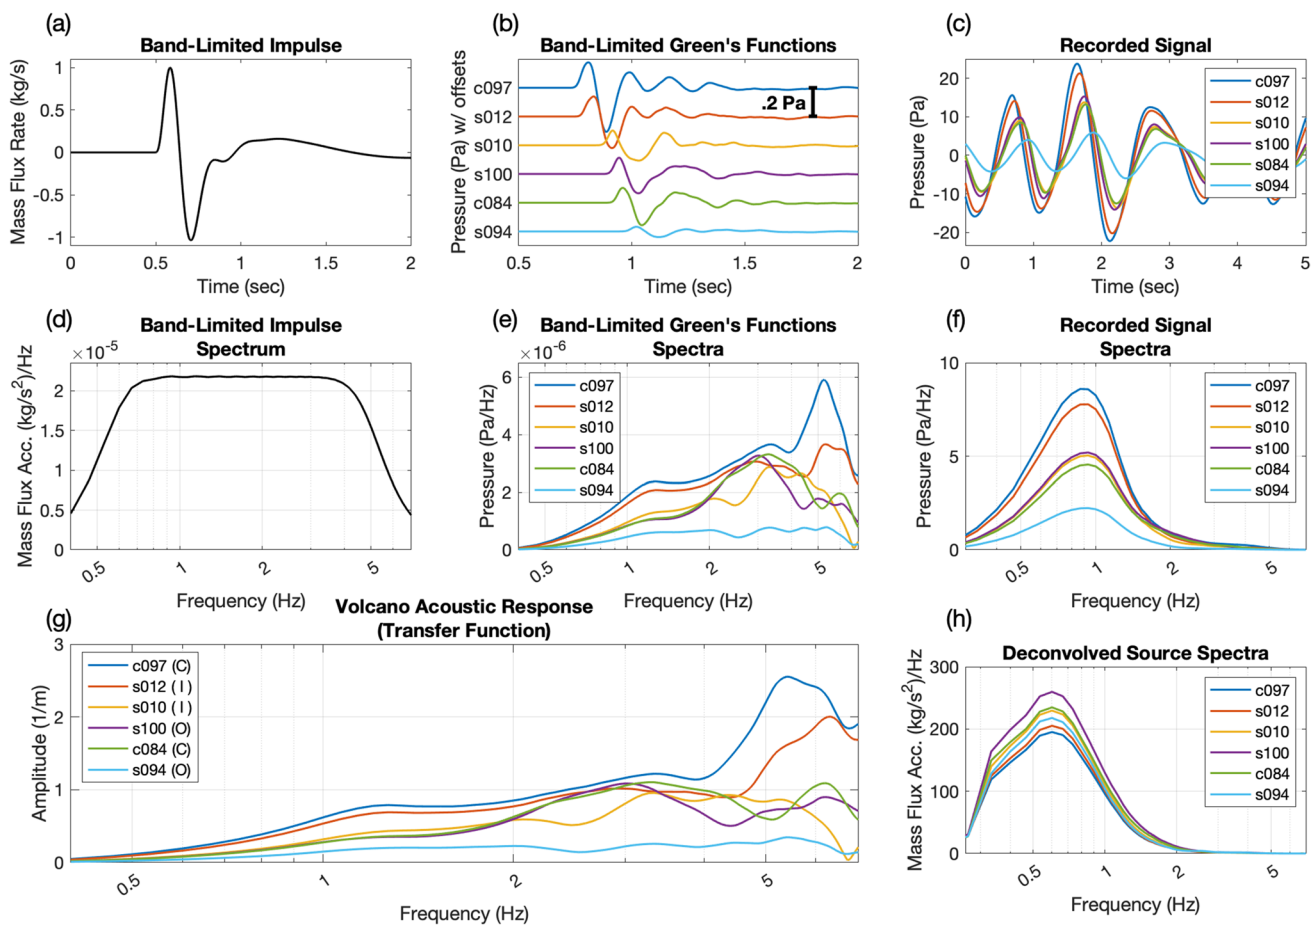 (a)
Band-Limited Impulse
Mass Flux Rate (kg/s)
1
0.5
0
-0.5
-1
0 0.5 1 1.5 2
Time (sec)
(b)
Band-Limited Green's Functions
Pressure (Pa) w/ offsets
c097
s012
s010
s100
c084
s094
.2 Pa
0.5 1 1.5 2
Time (sec)
(c)
Recorded Signal
Pressure (Pa)
20
10
0
-10
-20
c097
s012
s010
s100
s084
s094
0 1 2 3 4 5
Time (sec)
(d)
Band-Limited Impulse
Spectrum
×10⁻⁵
Mass Flux Acc. (kg/s²)/Hz
2
1.5
1
0.5
0
0.5 1 2 5
Frequency (Hz)
(e)
Band-Limited Green's Functions
Spectra
×10⁻⁶
Pressure (Pa/Hz)
6
4
2
0
c097
s012
s010
s100
c084
s094
0.5 1 2 5
Frequency (Hz)
(f)
Recorded Signal
Spectra
Pressure (Pa/Hz)
10
5
0
c097
s012
s010
s100
c084
s094
0.5 1 2 5
Frequency (Hz)
(g)
Volcano Acoustic Response
(Transfer Function)
Amplitude (1/m)
3
2
1
0
c097 (C)
s012 ( I )
s010 ( I )
s100 (O)
c084 (C)
s094 (O)
0.5 1 2 5
Frequency (Hz)
(h)
Deconvolved Source Spectra
Mass Flux Acc. (kg/s²)/Hz
300
200
100
0
c097
s012
s010
s100
c084
s094
0.5 1 2 5
Frequency (Hz)